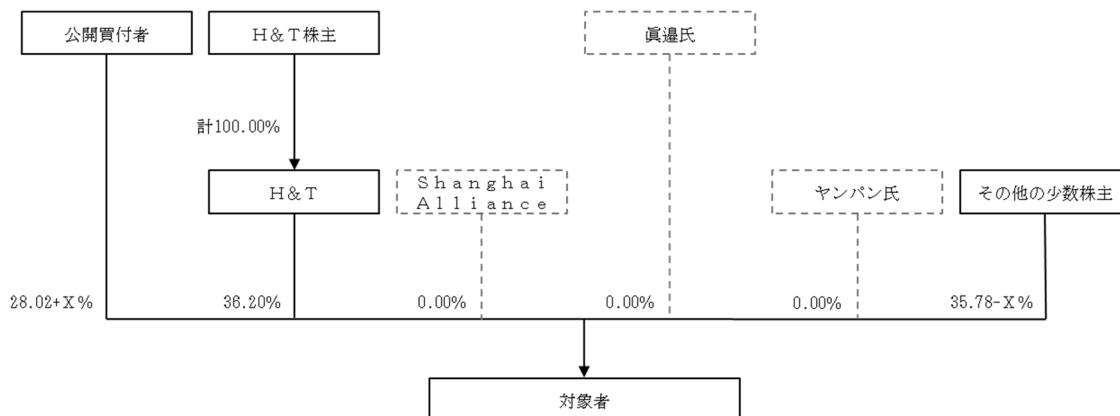 公開買付者
H&T株主
眞邉氏
計100.00%
H&T
Shanghai
Alliance
ヤンパン氏
その他の少数株主
28.02+X%
36.20%
0.00%
0.00%
0.00%
35.78-X%
対象者